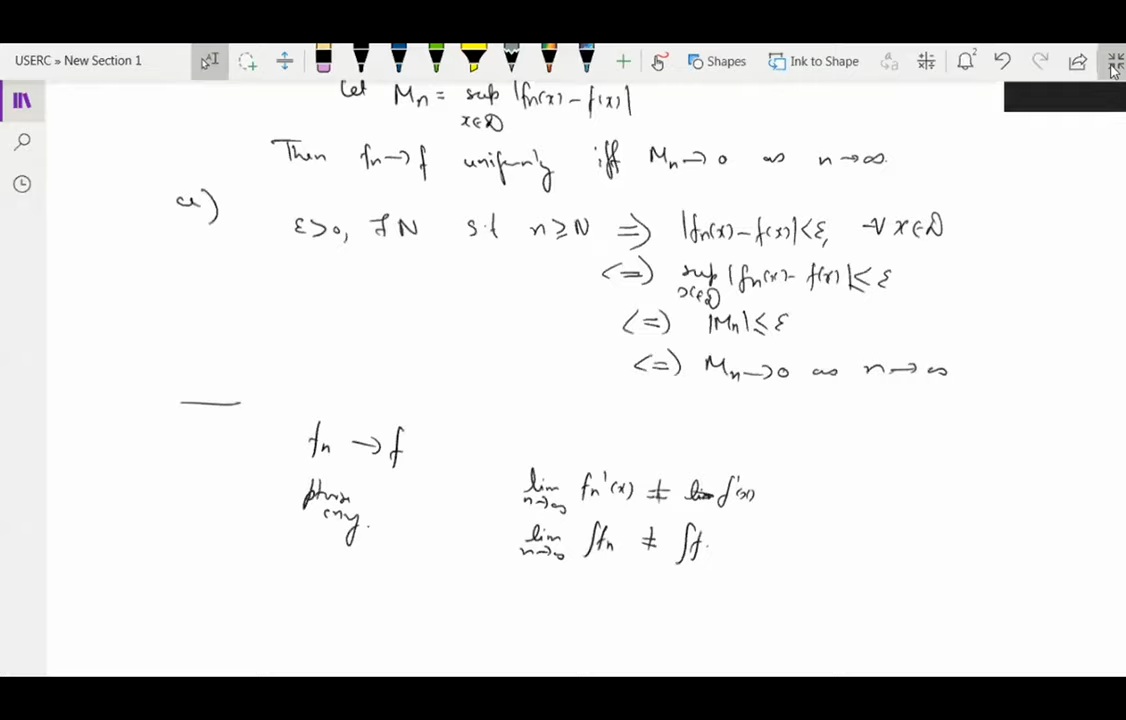 USERC » New Section 1
Shapes
Ink to Shape
Let Mn = sup |fn(x) - f(x)|
x∈D
Then fn→f uniformly iff Mn→0 as n→∞.
ε>0, ∃N s.t n≥N ⇒ |fn(x)-f(x)|<ε, ∀ x∈D
⇔ sup |fn(x)- f(x)|≤ε
x∈D
⇔ |Mn|≤ε
⇔ Mn→0 as n→∞
fn → f
lim fn'(x) ≠ f'(x)
n→∞
lim ∫fn ≠ ∫f.
n→∞